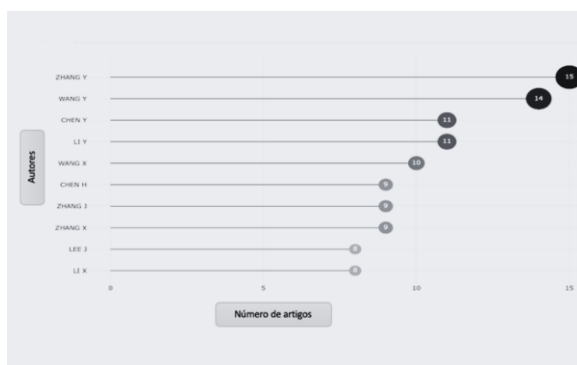 ZHANG Y 15
WANG Y 14
CHEN Y 11
LI Y 11
WANG X 10
CHEN H 9
ZHANG J 9
ZHANG X 9
LEE J 8
LI X 8
Autores
0 5 10 15
Número de artigos